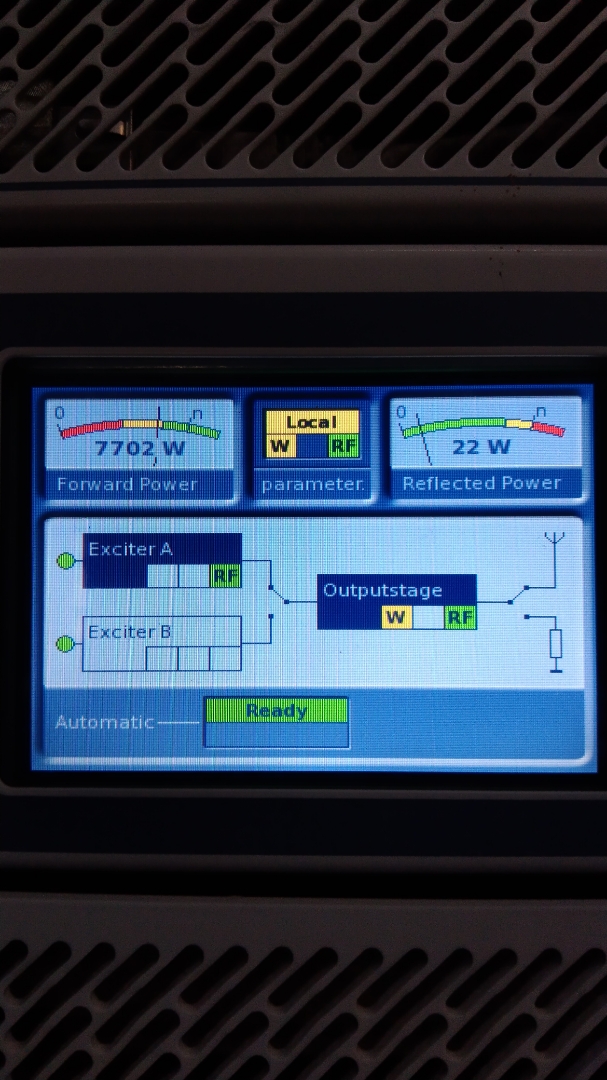 0 n
7702 W
Forward Power
Local
W RF
parameter.
0 n
22 W
Reflected Power
Exciter A
RF
Outputstage
W RF
Exciter B
Automatic
Ready